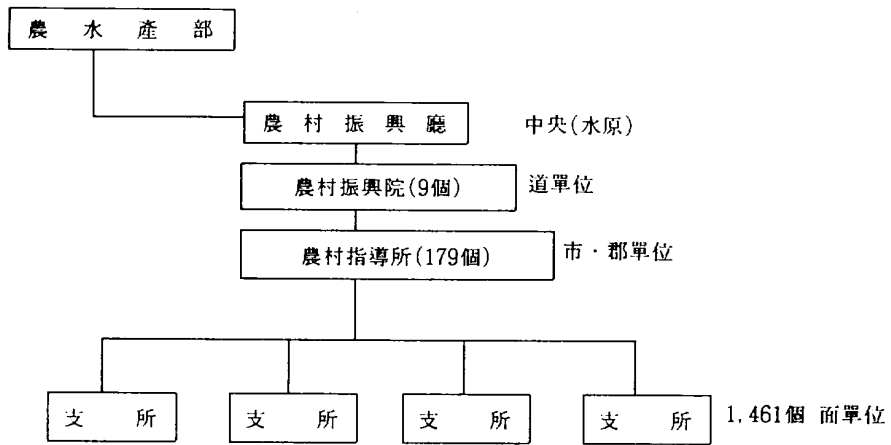 農水產部
農村振興廳 中央(水原)
農村振興院(9個) 道單位
農村指導所(179個) 市·郡單位
支所 支所 支所 支所 1,461個 面單位